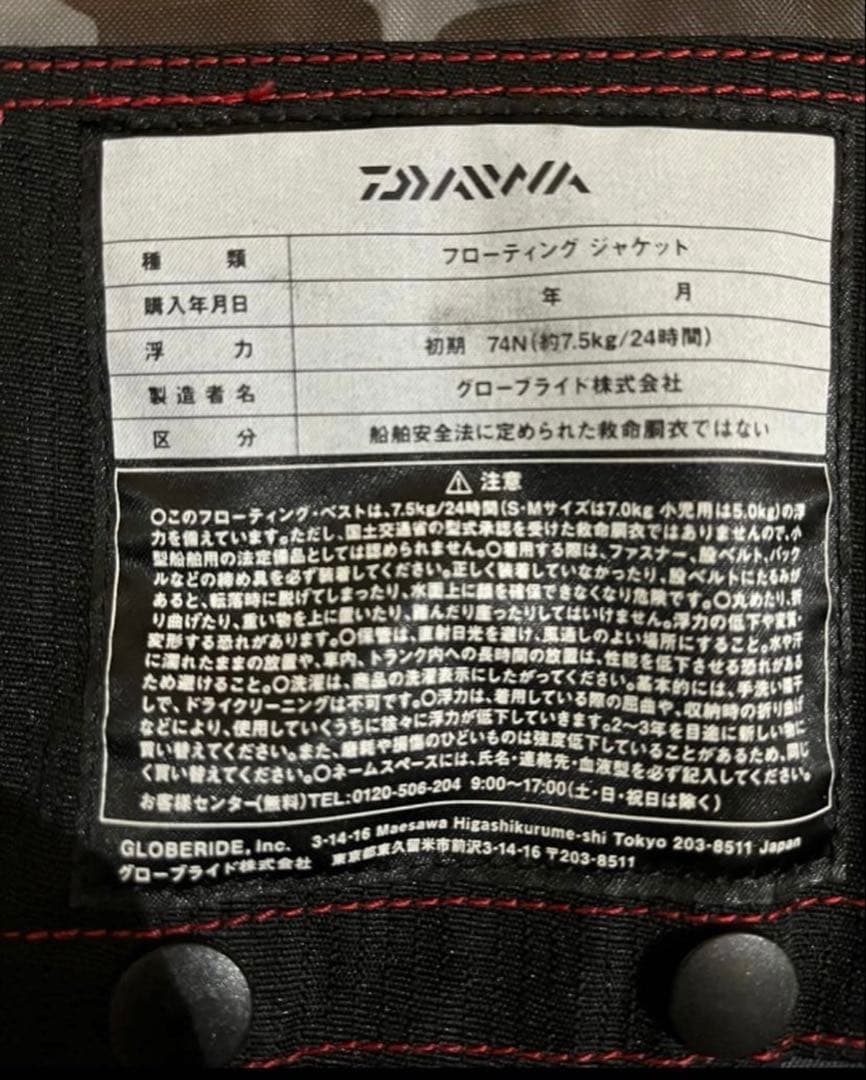 DAIWA
種類 フローティング ジャケット
購入年月日 年 月
浮力 初期 74N(約7.5kg/24時間)
製造者名 グローブライド株式会社
区分 船舶安全法に定められた救命胴衣ではない
⚠ 注意
○このフローティング・ベストは、7.5kg/24時間(S・Mサイズは7.0kg 小児用は5.0kg)の浮
力を備えています。ただし、国土交通省の型式承認を受けた救命胴衣ではありませんので、小
型船舶用の法定備品としては認められません。○着用する際は、ファスナー、股ベルト、バック
ルなどの締め具を必ず装着してください。正しく装着していなかったり、股ベルトにたるみが
あると、転落時に脱げてしまったり、水面上に顔を確保できなくなり危険です。○丸めたり、折
り曲げたり、重い物を上に置いたり、踏んだり座ったりしてはいけません。浮力の低下や変質・
変形する恐れがあります。○保管は、直射日光を避け、風通しのよい場所にすること。水や汗
に濡れたままの放置や、車内、トランク内への長時間の放置は、性能を低下させる恐れがある
ため避けること。○洗濯は、商品の洗濯表示にしたがってください。基本的には、手洗い陰干
しで、ドライクリーニングは不可です。○浮力は、着用している際の屈曲や、収納時の折り曲げ
などにより、使用していくうちに徐々に浮力が低下していきます。2〜3年を目途に新しい物に
買い替えてください。また、磨耗や損傷のひどいものは強度低下していることがあるため、同じ
く買い替えてください。○ネームスペースには、氏名・連絡先・血液型を必ず記入してください。
お客様センター(無料)TEL:0120-506-204 9:00〜17:00(土・日・祝日は除く)
GLOBERIDE, Inc. 3-14-16 Maesawa Higashikurume-shi Tokyo 203-8511 Japan
グローブライド株式会社 東京都東久留米市前沢3-14-16 〒203-8511